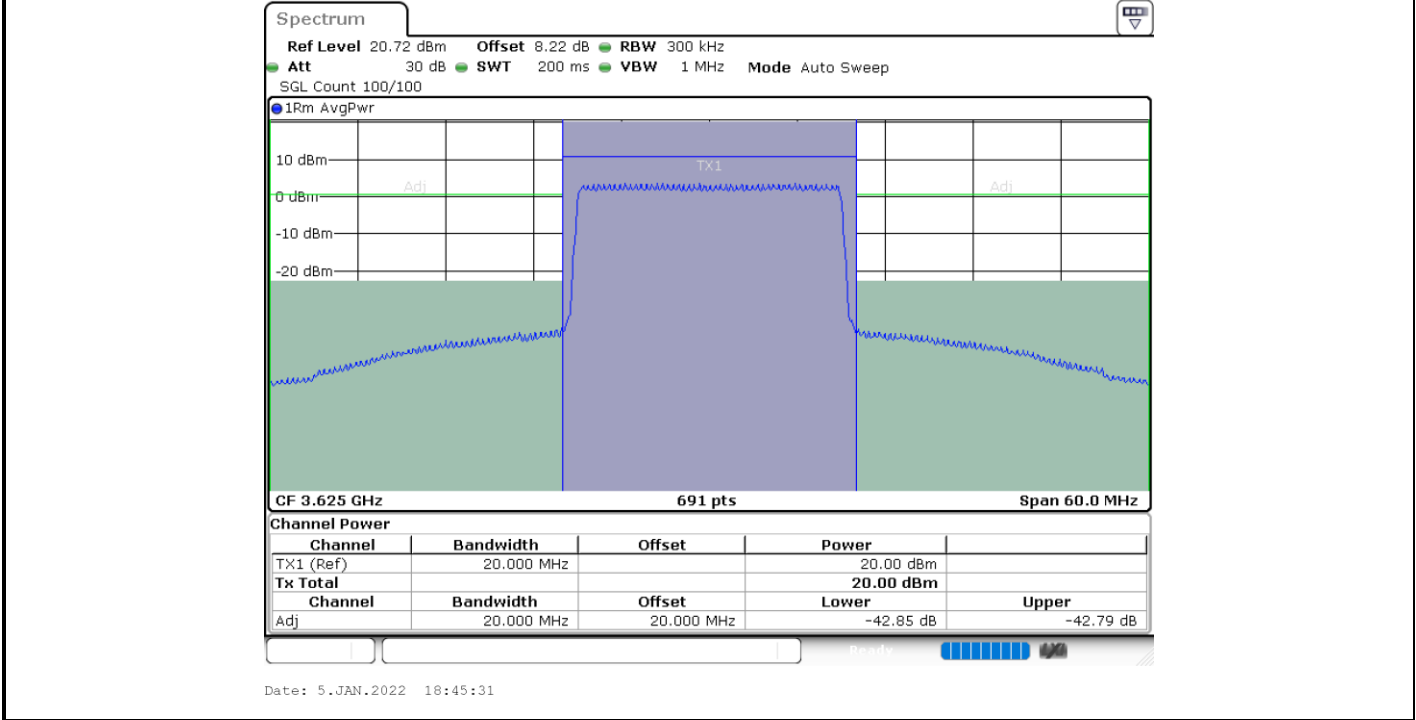 Spectrum
Ref Level 20.72 dBm Offset 8.22 dB RBW 300 kHz
Att 30 dB SWT 200 ms VBW 1 MHz Mode Auto Sweep
SGL Count 100/100
1Rm AvgPwr
10 dBm
TX1
Adj Adj
0 dBm
-10 dBm
-20 dBm
CF 3.625 GHz 691 pts Span 60.0 MHz
Channel Power
Channel Bandwidth Offset Power
TX1 (Ref) 20.000 MHz 20.00 dBm
Tx Total 20.00 dBm
Channel Bandwidth Offset Lower Upper
Adj 20.000 MHz 20.000 MHz -42.85 dB -42.79 dB
Ready
Date: 5.JAN.2022 18:45:31